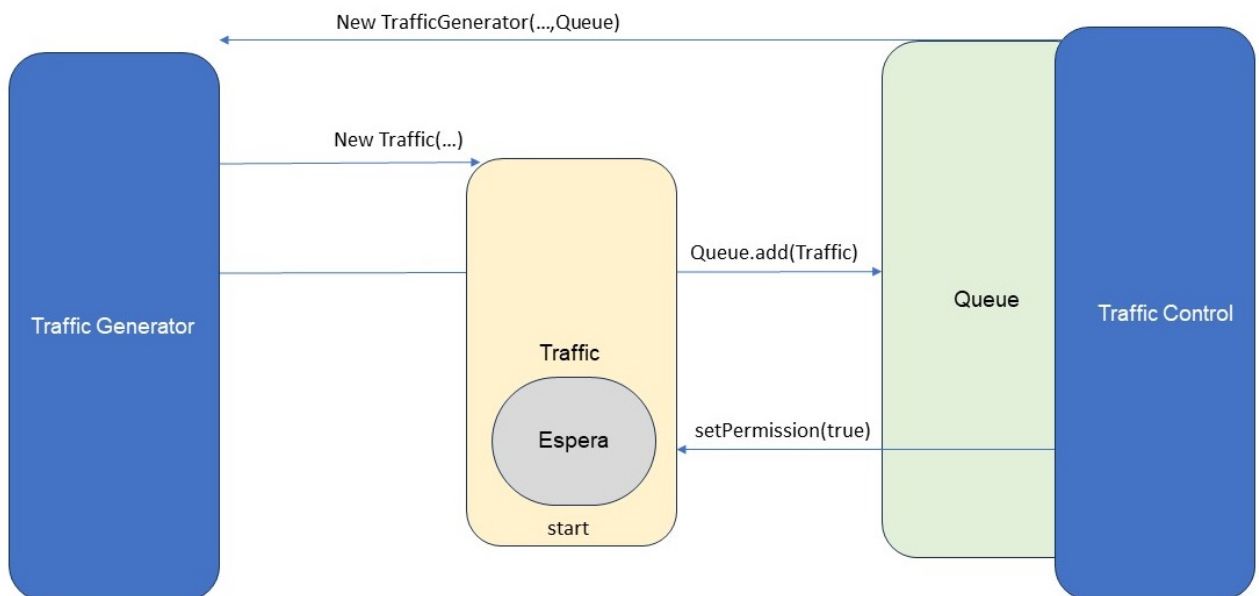 New TrafficGenerator(...,Queue)
New Traffic(...)
Queue.add(Traffic)
Queue
Traffic Control
Traffic Generator
Traffic
setPermission(true)
Espera
start